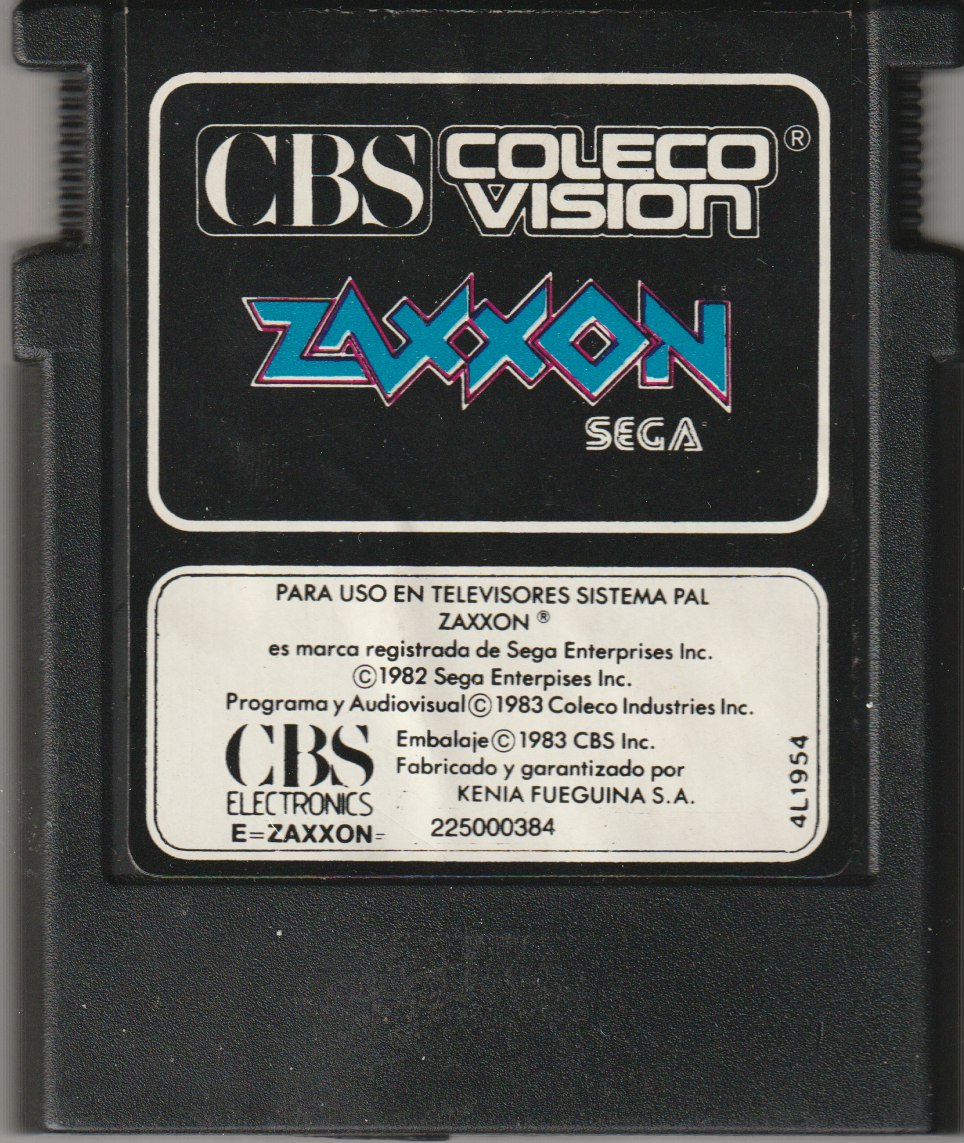 CBS COLECO VISION ®
ZAXXON
SEGA
PARA USO EN TELEVISORES SISTEMA PAL
ZAXXON ®
es marca registrada de Sega Enterprises Inc.
©1982 Sega Enterpises Inc.
Programa y Audiovisual © 1983 Coleco Industries Inc.
CBS
ELECTRONICS
Embalaje © 1983 CBS Inc.
Fabricado y garantizado por
KENIA FUEGUINA S.A.
E=ZAXXON= 225000384
4L1954